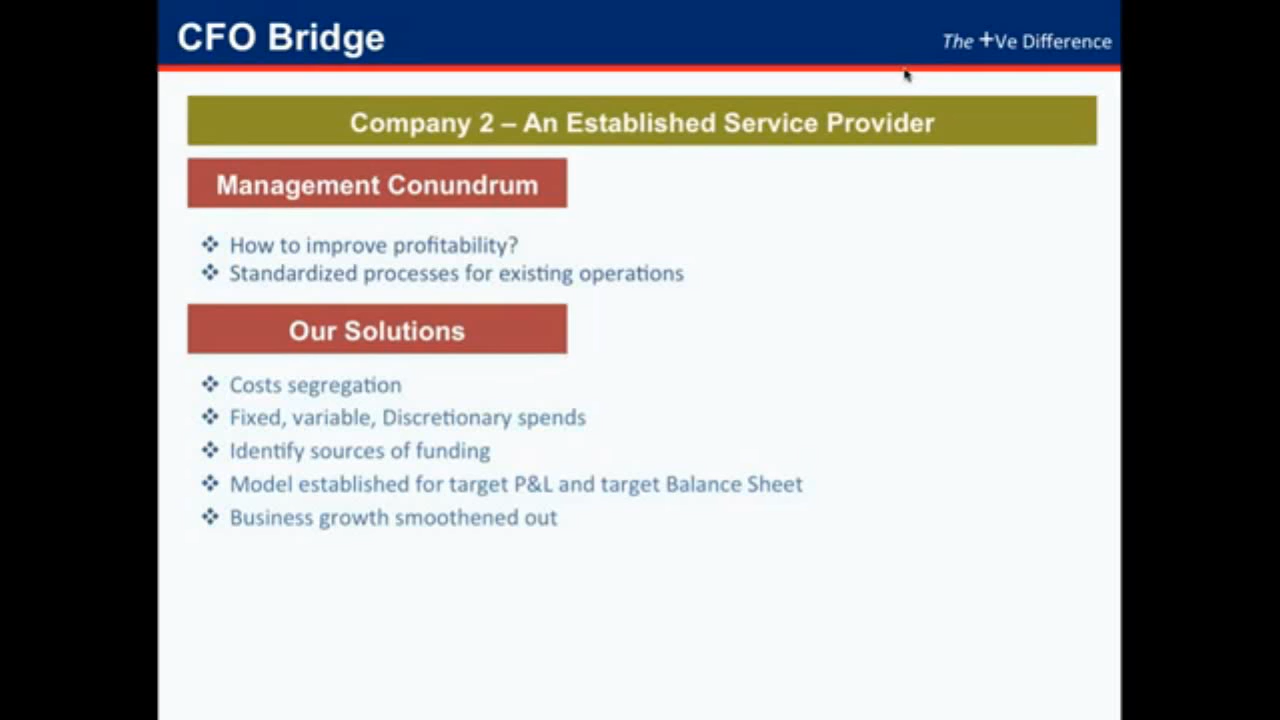 CFO Bridge
The +Ve Difference
Company 2 – An Established Service Provider
Management Conundrum
How to improve profitability?
Standardized processes for existing operations
Our Solutions
Costs segregation
Fixed, variable, Discretionary spends
Identify sources of funding
Model established for target P&L and target Balance Sheet
Business growth smoothened out